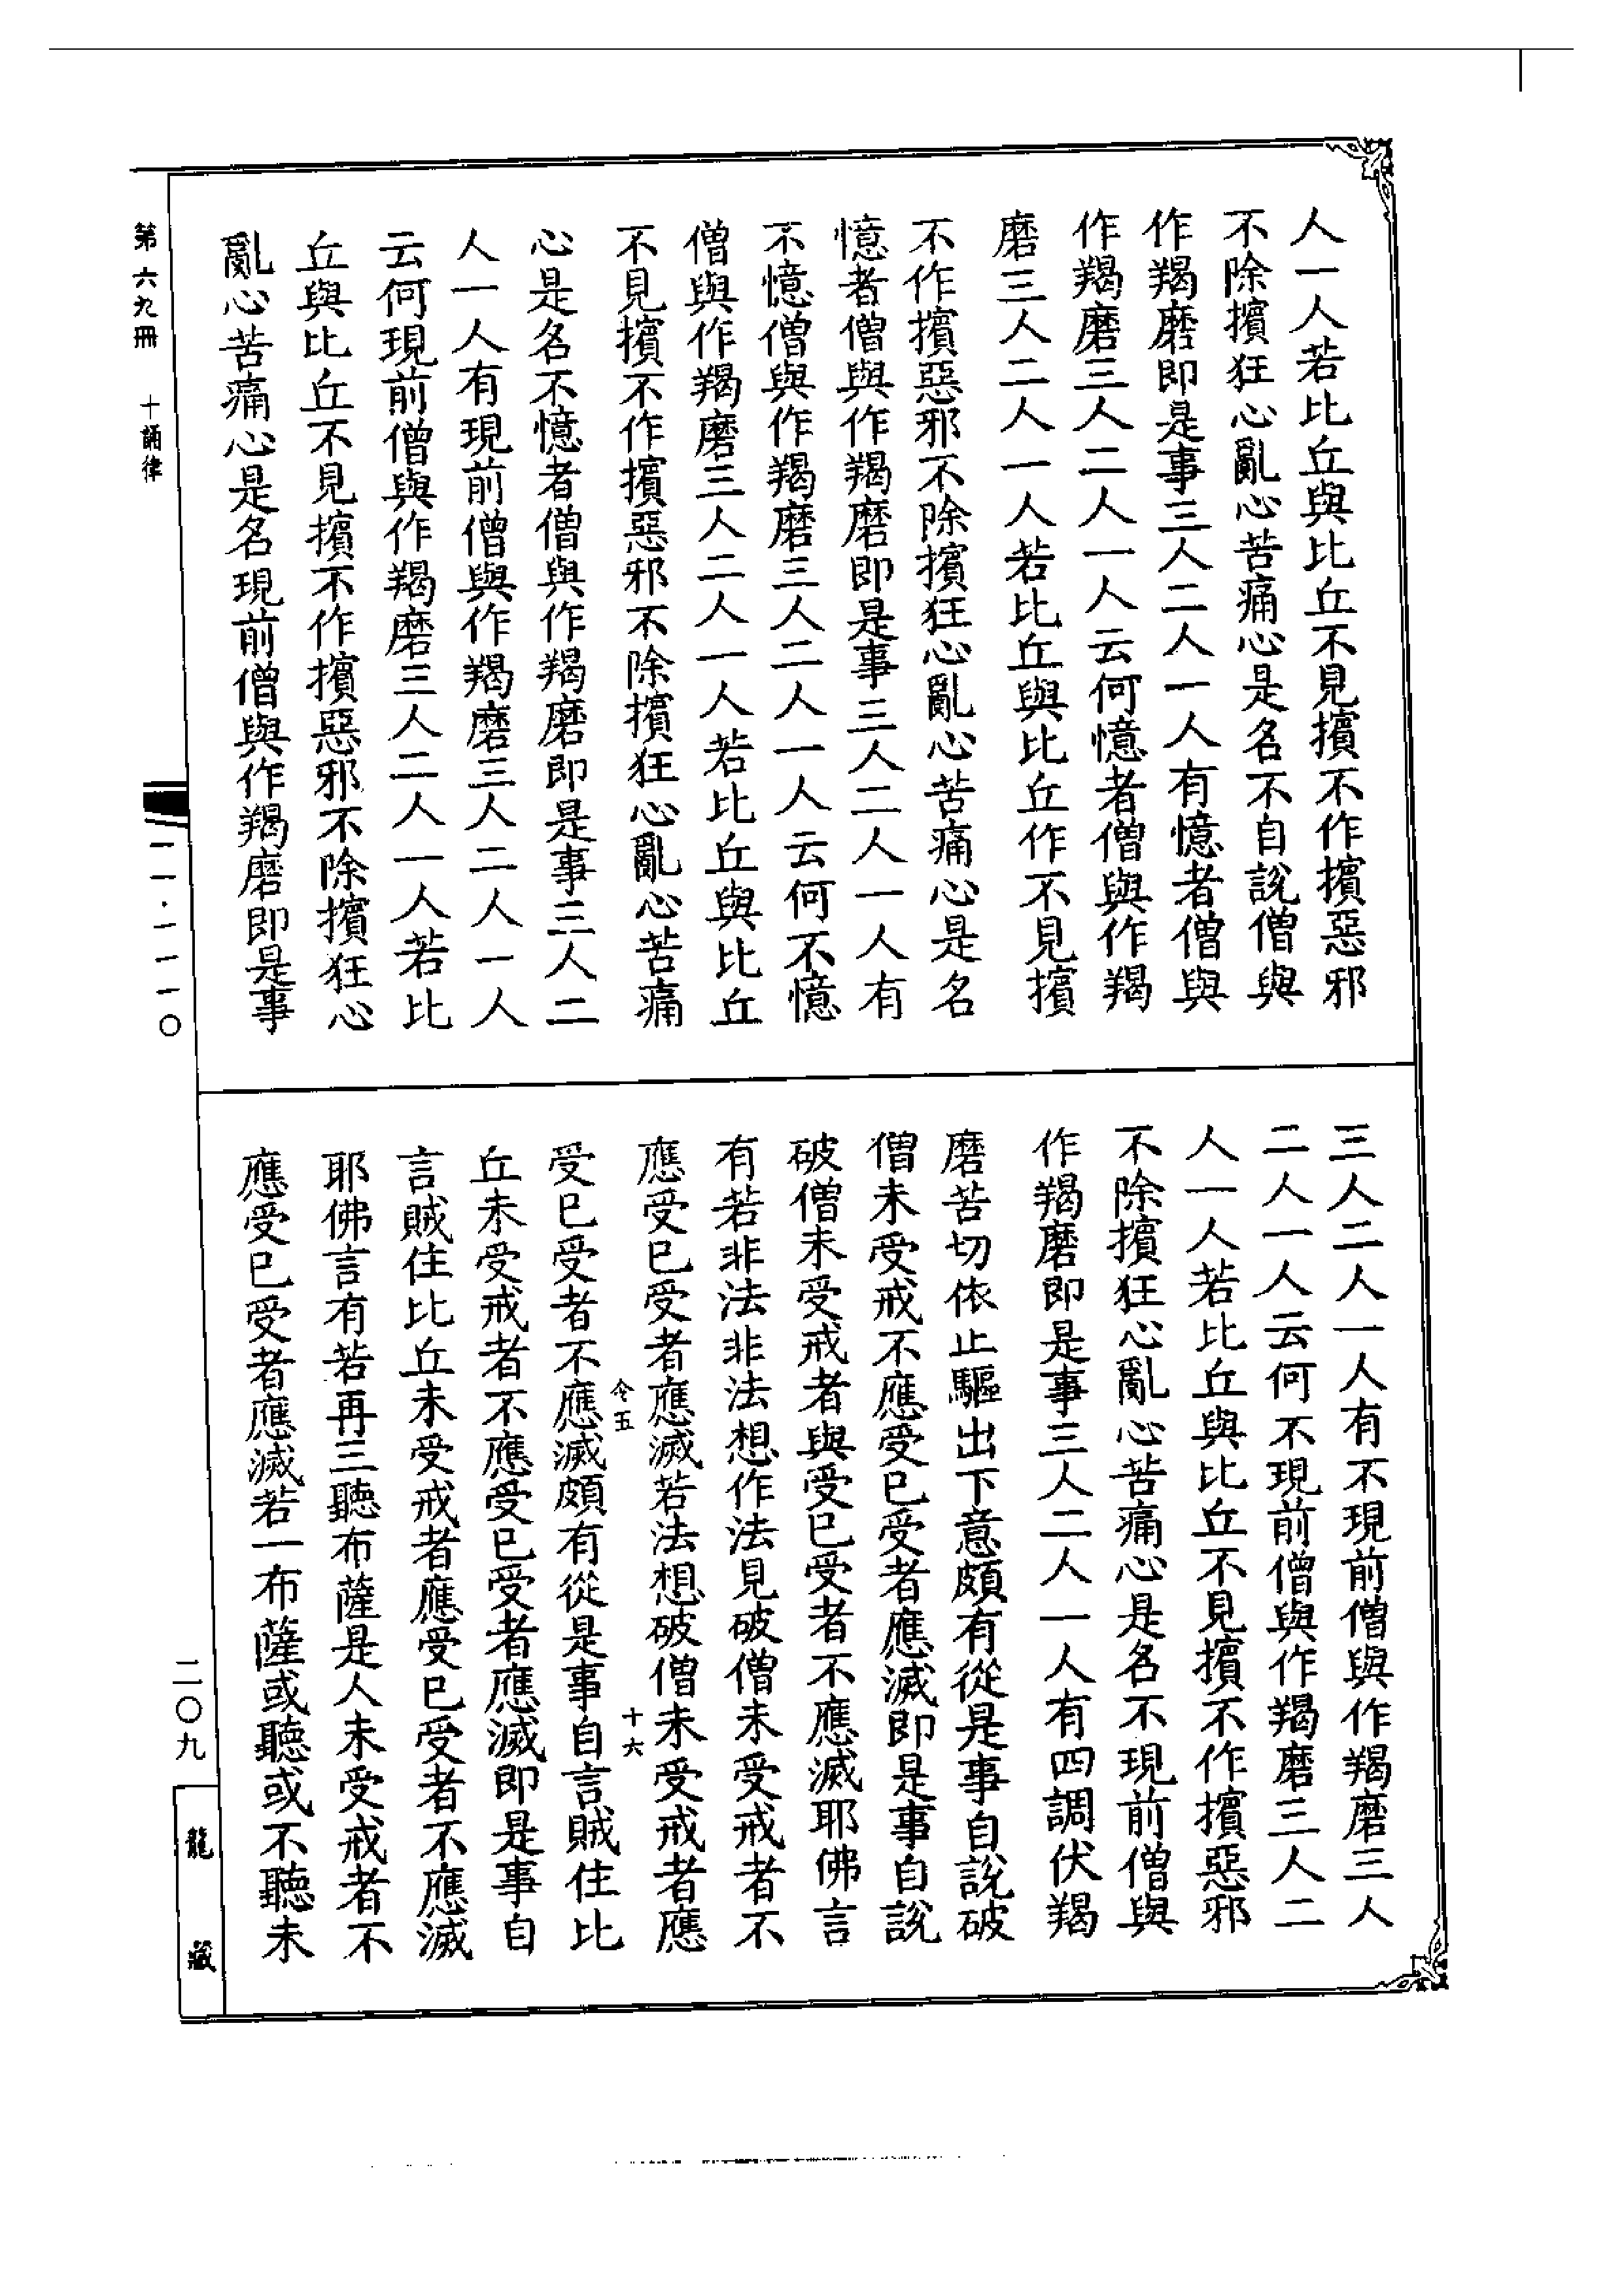 人一人若比丘與比丘不見擯不作擯惡邪
不除擯狂心亂心苦痛心是名不自說僧與
作羯磨即是事三人二人一人有憶者僧與
作羯磨三人二人一人云何憶者僧與作羯
磨三人二人一人若比丘與比丘作不見擯
不作擯惡邪不除擯狂心亂心苦痛心是名
憶者僧與作羯磨即是事三人二人一人有
不憶僧與作羯磨三人二人一人云何不憶
僧與作羯磨三人二人一人若比丘與比丘
不見擯不作擯惡邪不除擯狂心亂心苦痛
心是名不憶者僧與作羯磨即是事三人二
人一人有現前僧與作羯磨三人二人一人
云何現前僧與作羯磨三人二人一人若比
丘與比丘不見擯不作擯惡邪不除擯狂心
亂心苦痛心是名現前僧與作羯磨即是事
三人二人一人有不現前僧與作羯磨三人
二人一人云何不現前僧與作羯磨三人二
人一人若比丘與比丘不見擯不作擯惡邪
不除擯狂心亂心苦痛心是名不現前僧與
作羯磨即是事三人二人一人有四調伏羯
磨苦切依止驅出下意頗有從是事自說破
僧未受戒不應受已受者應滅即是事自說
破僧未受戒者與受已受者不應滅耶佛言
有若非法非法想作法見破僧未受戒者不
應受已受者應滅若法想破僧未受戒者應
令五
十六
受已受者不應滅頗有從是事自言賊住比
丘未受戒者不應受已受者應滅即是事自
言賊住比丘未受戒者應受已受者不應滅
耶佛言有若再三聽布薩是人未受戒者不
應受已受者應滅若一布薩或聽或不聽未
第六九冊 十誦律
二一·一一一〇
二〇九
龍藏